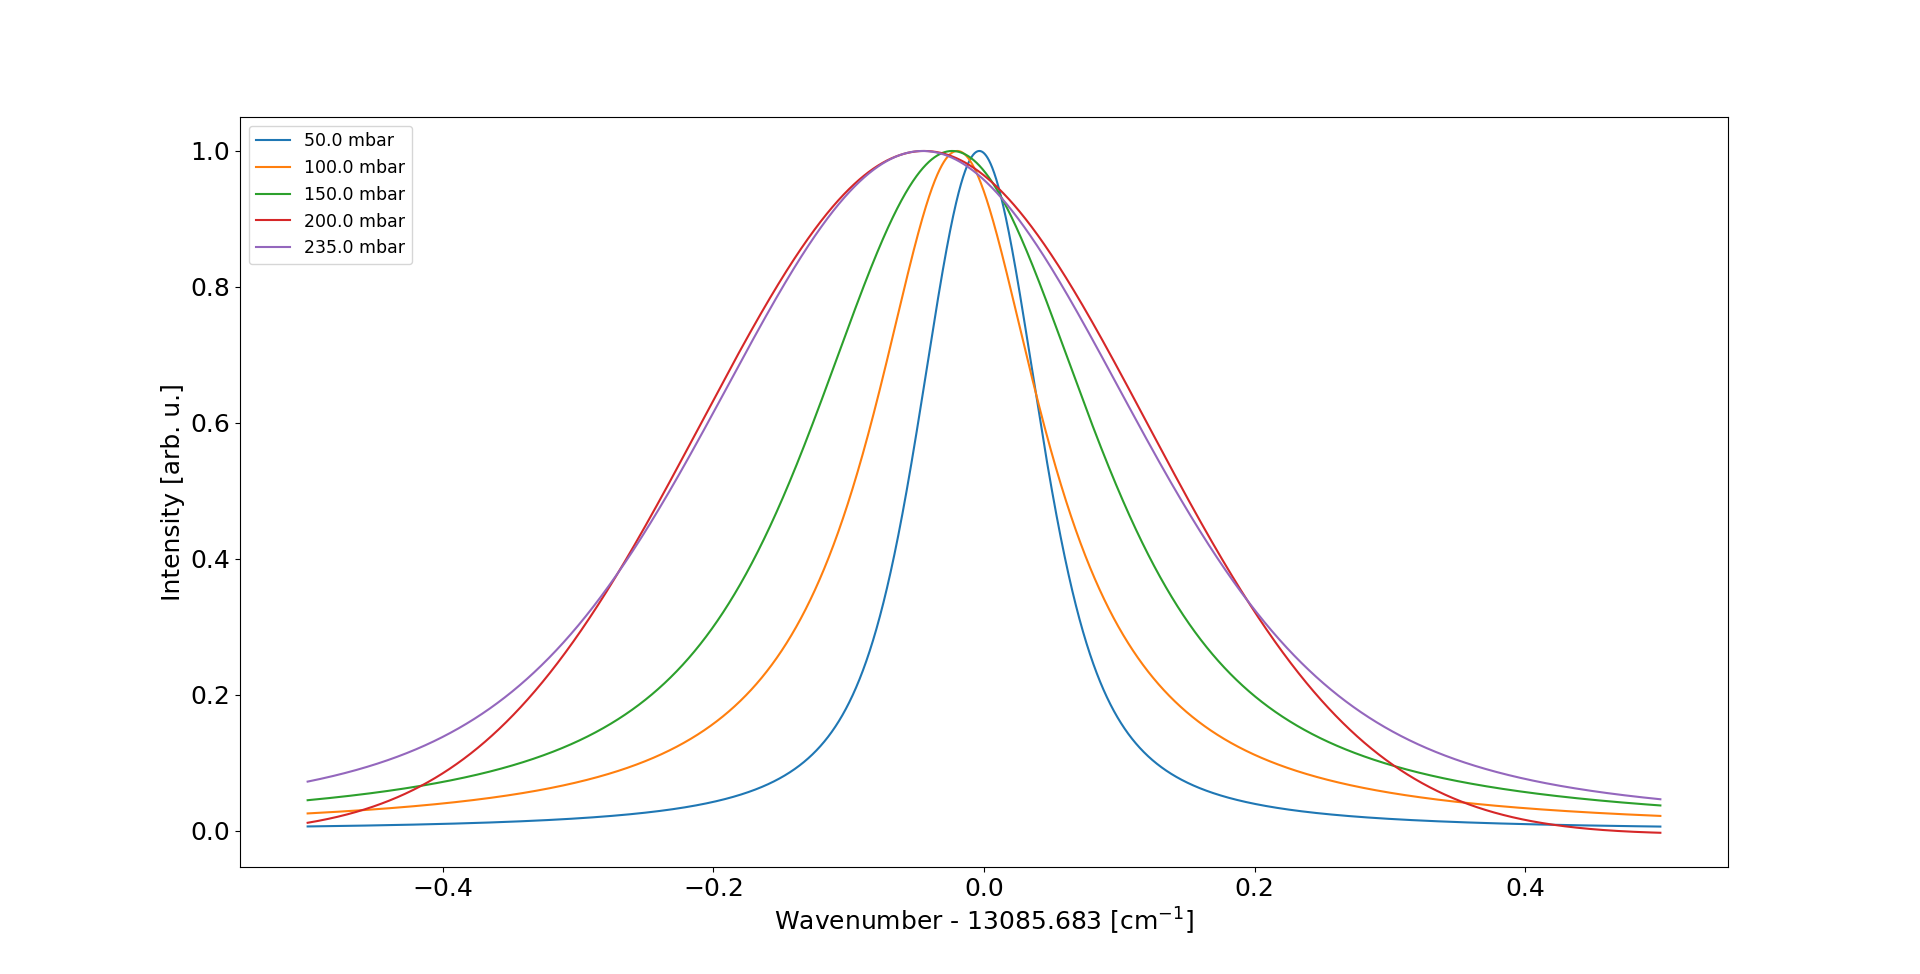 50.0 mbar
100.0 mbar
150.0 mbar
200.0 mbar
235.0 mbar
1.0
0.8
0.6
0.4
0.2
0.0
Intensity [arb. u.]
−0.4 −0.2 0.0 0.2 0.4
Wavenumber - 13085.683 [cm⁻¹]